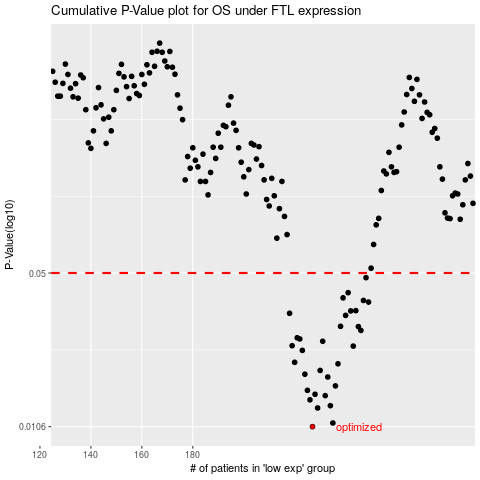 Cumulative P-Value plot for OS under FTL expression
P-Value(log10)
0.05
0.0106
optimized
120 140 160 180
# of patients in 'low exp' group